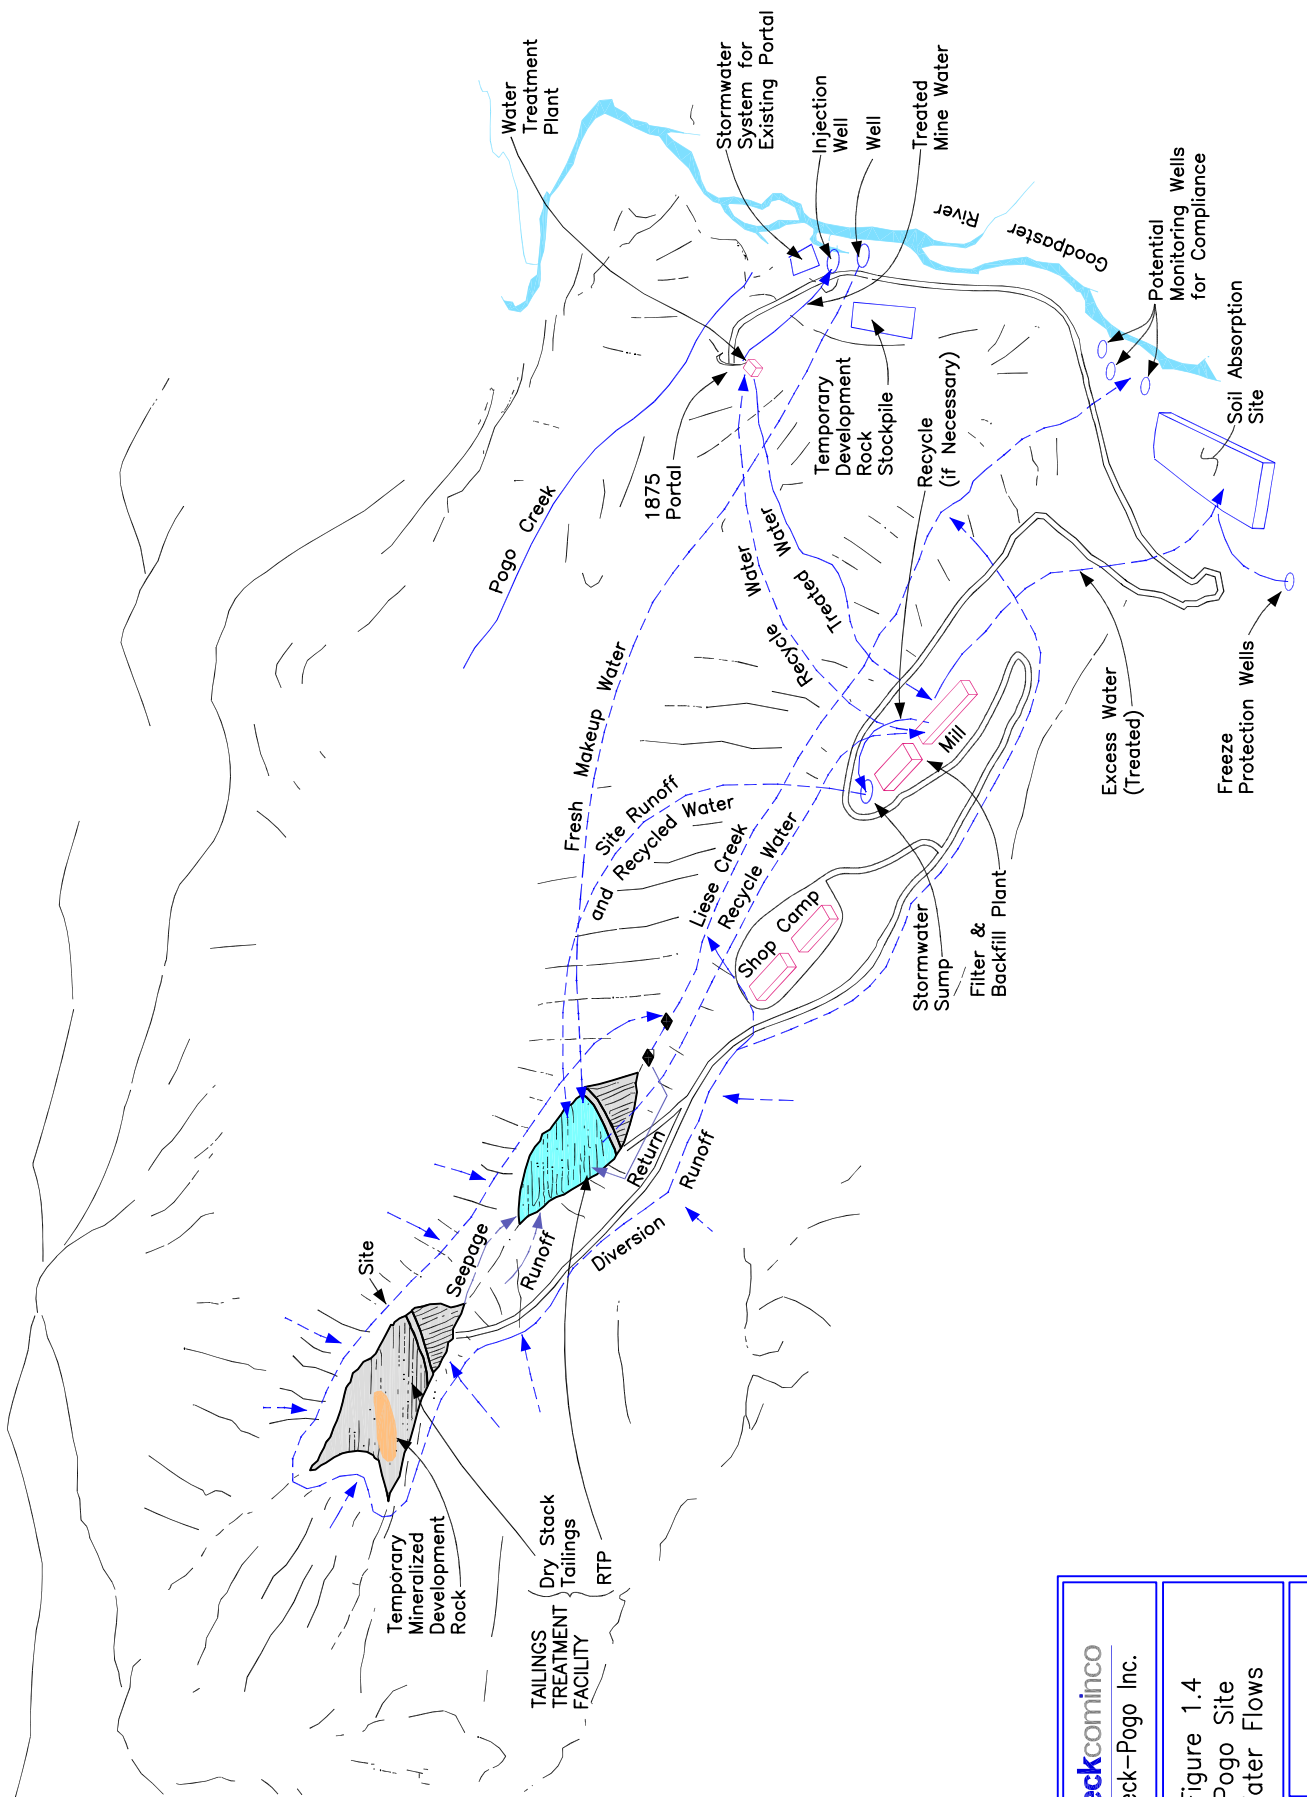 Water
Treatment
Plant
Stormwater
System for
Existing Portal
Injection
Well
Well
Treated
Mine Water
Goodpaster
River
Potential
Monitoring Wells
for Compliance
Soil Absorption
Site
Temporary
Development
Rock
Stockpile
Recycle
(if Necessary)
1875
Portal
Pogo Creek
Fresh Makeup Water
Recycle Water
Treated Water
Site Runoff
and Recycled Water
Liese Creek
Recycle Water
Mill
Shop Camp
Excess Water
(Treated)
Freeze
Protection Wells
Stormwater
Sump
Filter &
Backfill Plant
Return
Runoff
Diversion
Seepage
Runoff
Site
Temporary
Mineralized
Development
Rock
Dry Stack
Tailings
RTP
TAILINGS
TREATMENT
FACILITY
eckcominco
eck-Pogo Inc.
igure 1.4
Pogo Site
ater Flows